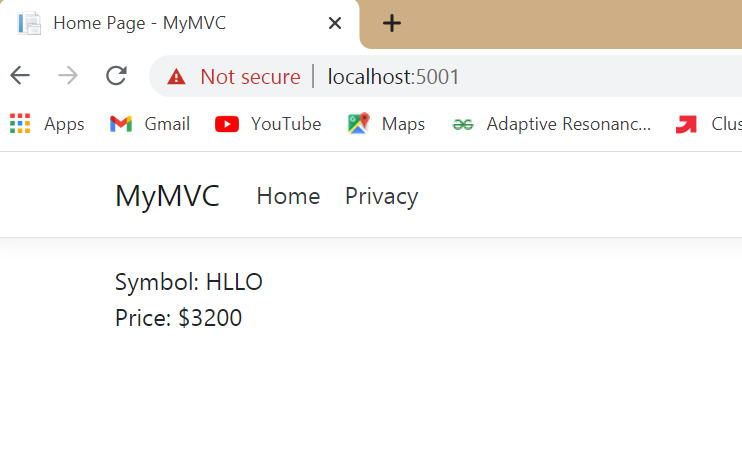 Home Page - MyMVC
Not secure | localhost:5001
Apps Gmail YouTube Maps Adaptive Resonanc... Clus
MyMVC Home Privacy
Symbol: HLLO
Price: $3200